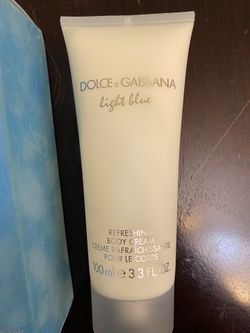 DOLCE & GABBANA
light blue
REFRESHING
BODY CREAM
CRÈME RAFRAÎCHISSANTE
POUR LE CORPS
100 ml ℮ 3.3 FL.OZ.